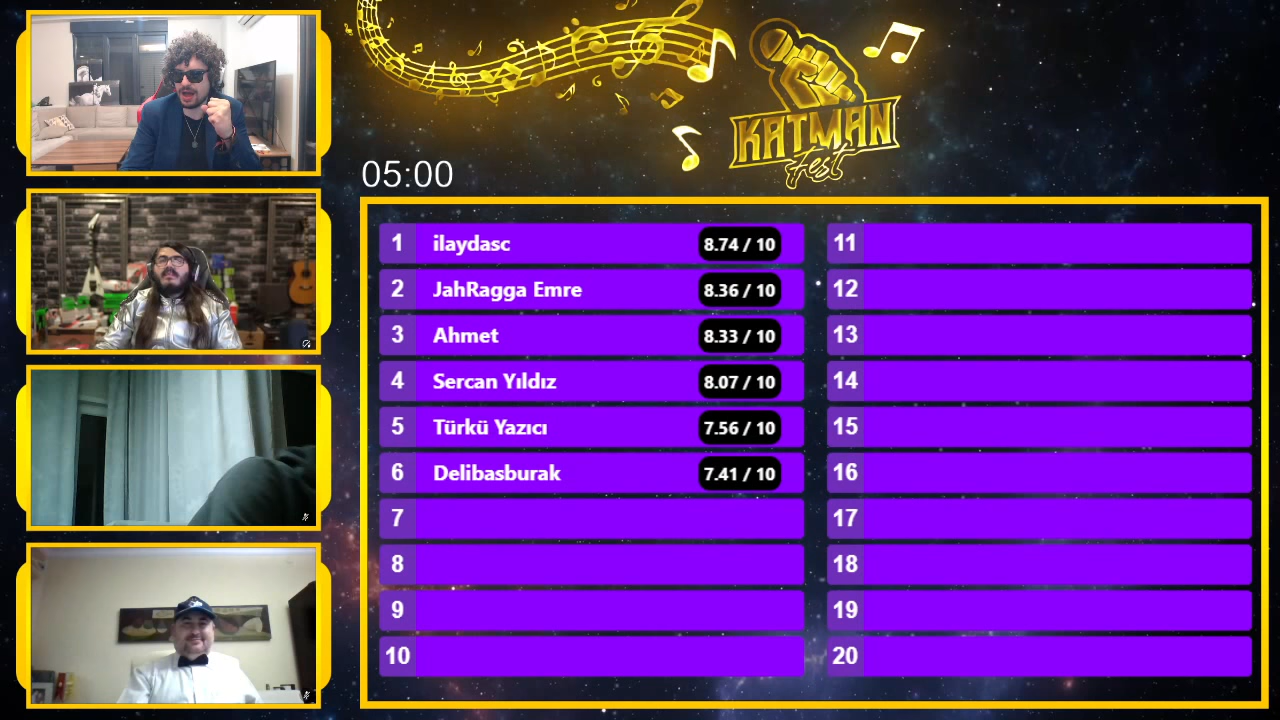 KATMAN
Fest
05:00
1 ilaydasc 8.74 / 10
2 JahRagga Emre 8.36 / 10
3 Ahmet 8.33 / 10
4 Sercan Yıldız 8.07 / 10
5 Türkü Yazıcı 7.56 / 10
6 Delibasburak 7.41 / 10
7
8
9
10
11
12
13
14
15
16
17
18
19
20